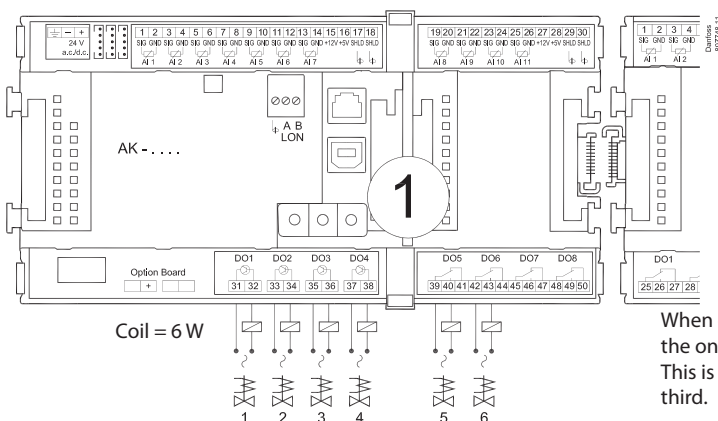 − +
24 V
a.c./d.c.
1 2 3 4 5 6 7 8 9 10 11 12 13 14 15 16 17 18
SIG GND SIG GND SIG GND SIG GND SIG GND SIG GND SIG GND +12V +5V SHLD SHLD
AI 1 AI 2 AI 3 AI 4 AI 5 AI 6 AI 7
19 20 21 22 23 24 25 26 27 28 29 30
SIG GND SIG GND SIG GND SIG GND +12V +5V SHLD SHLD
AI 8 AI 9 AI 10 AI 11
1 2 3 4
SIG GND SIG GND
AI 1 AI 2
Danfoss
A B
LON
AK - . . . .
1
Option Board
+
DO1 DO2 DO3 DO4
31 32 33 34 35 36 37 38
DO5 DO6 DO7 DO8
39 40 41 42 43 44 45 46 47 48 49 50
DO1
25 26 27 28
Coil = 6 W
1 2 3 4 5 6
When
the on
This is
third.